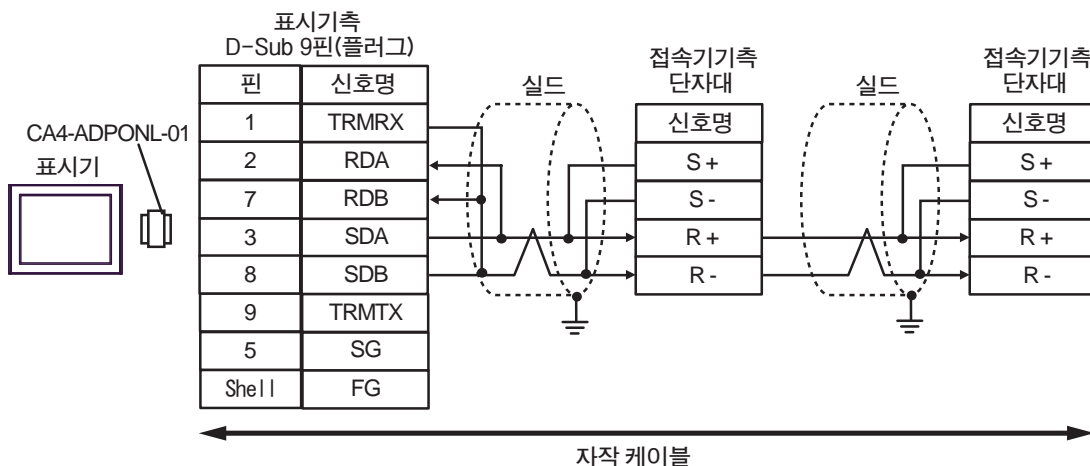 표시기측
D-Sub 9핀(플러그)
접속기기측
단자대
접속기기측
단자대
CA4-ADPONL-01
표시기
실드
실드
핀 신호명
1 TRMRX
2 RDA
7 RDB
3 SDA
8 SDB
9 TRMTX
5 SG
Shell FG
신호명
S +
S -
R +
R -
신호명
S +
S -
R +
R -
자작 케이블